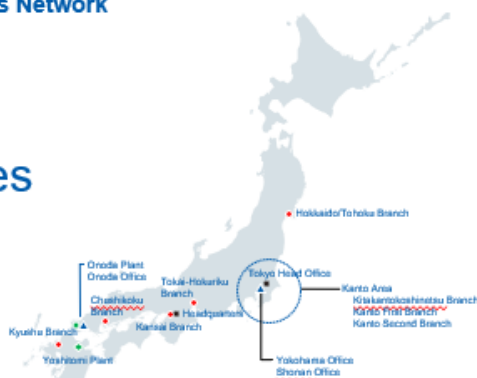 s Network
es
Hokkaido/Tohoku Branch
Onoda Plant
Onoda Office
Tokai-Hokuriku
Branch
Tokyo Head Office
Chushikoku
Branch
Headquarters
Kansai Branch
Kyushu Branch
Yoshitomi Plant
Kanto Area
Kitakantokoshinetsu Branch
Kanto First Branch
Kanto Second Branch
Yokohama Office
Shonan Office